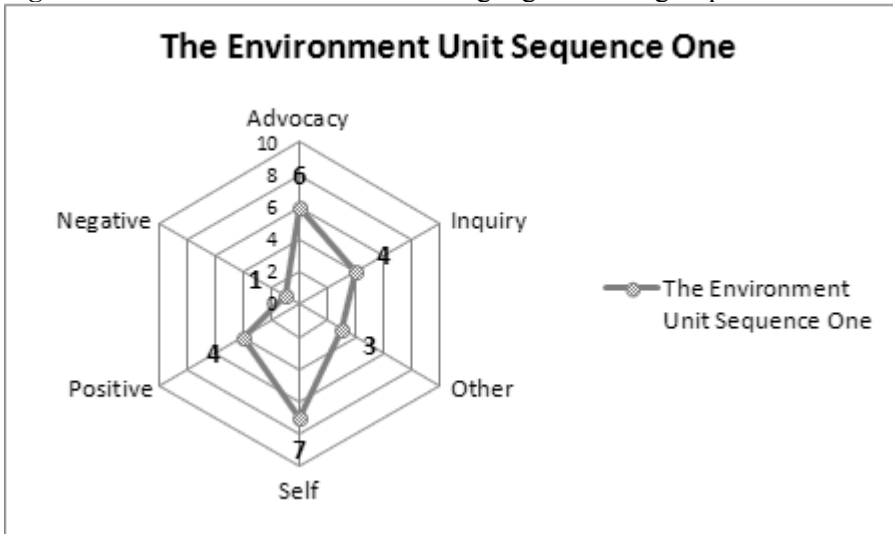 The Environment Unit Sequence One
Advocacy
10
8
6
6
4
2
0
Inquiry
4
Other
3
Self
7
Positive
4
Negative
1
The Environment
Unit Sequence One